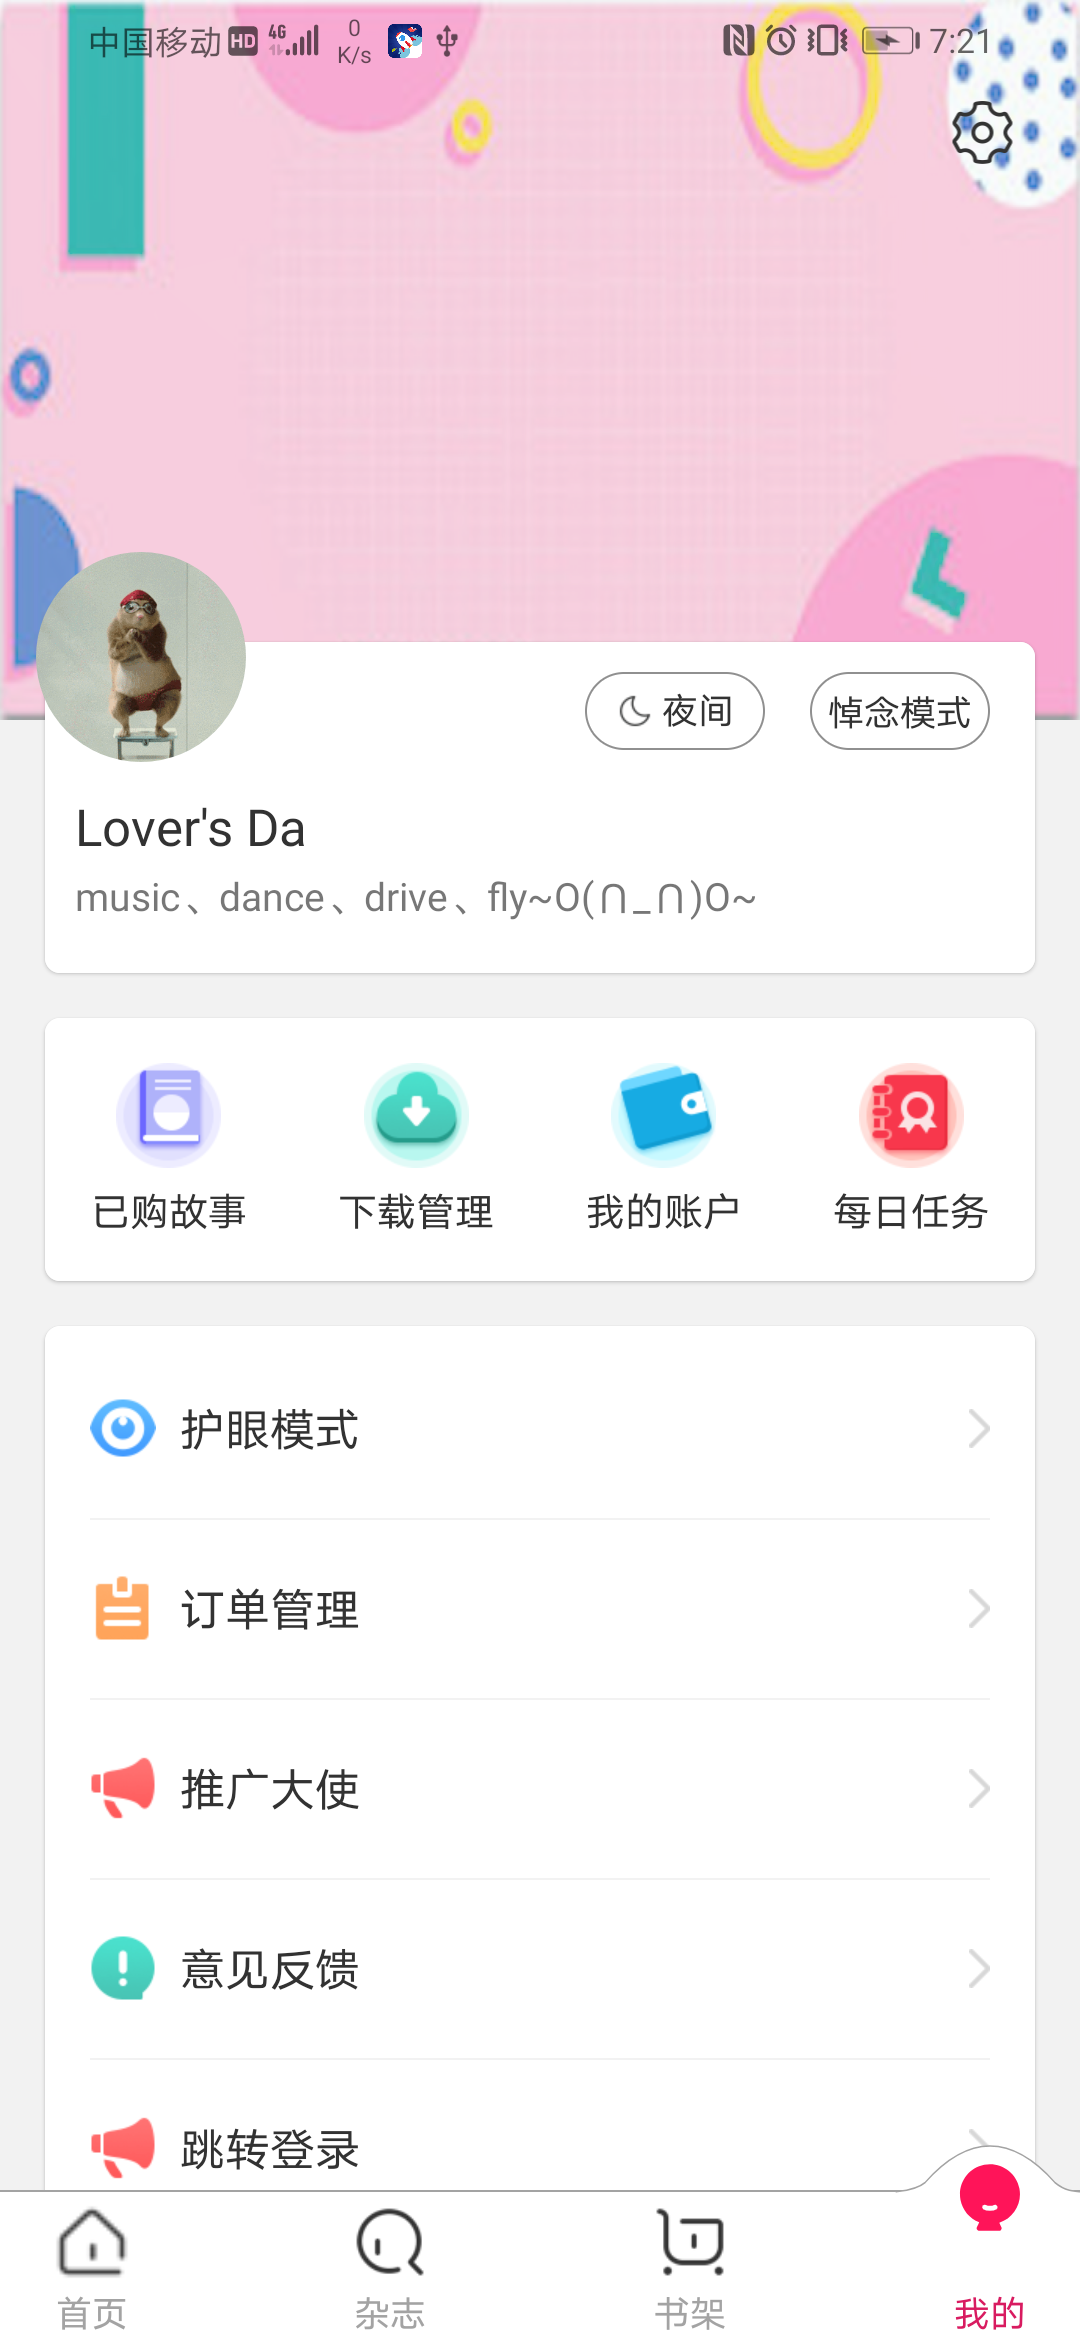 中国移动 HD 4G 0 K/s 7:21
夜间 悼念模式
Lover's Da
music、dance、drive、fly~O(∩_∩)O~
已购故事 下载管理 我的账户 每日任务
护眼模式
订单管理
推广大使
意见反馈
跳转登录
首页 杂志 书架 我的